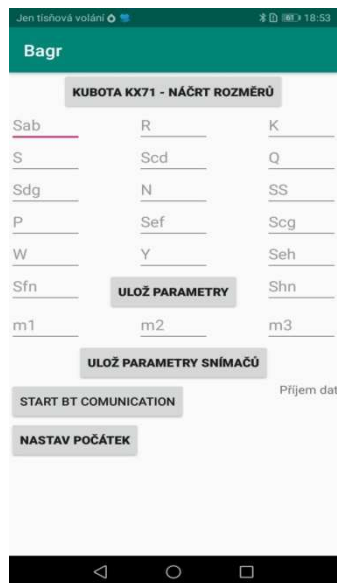 Jen tísňová volání 18:53
Bagr
KUBOTA KX71 - NÁČRT ROZMĚRŮ
Sab R K
S Scd Q
Sdg N SS
P Sef Scg
W Y Seh
Sfn ULOŽ PARAMETRY Shn
m1 m2 m3
ULOŽ PARAMETRY SNÍMAČŮ
START BT COMUNICATION Příjem dat
NASTAV POČÁTEK